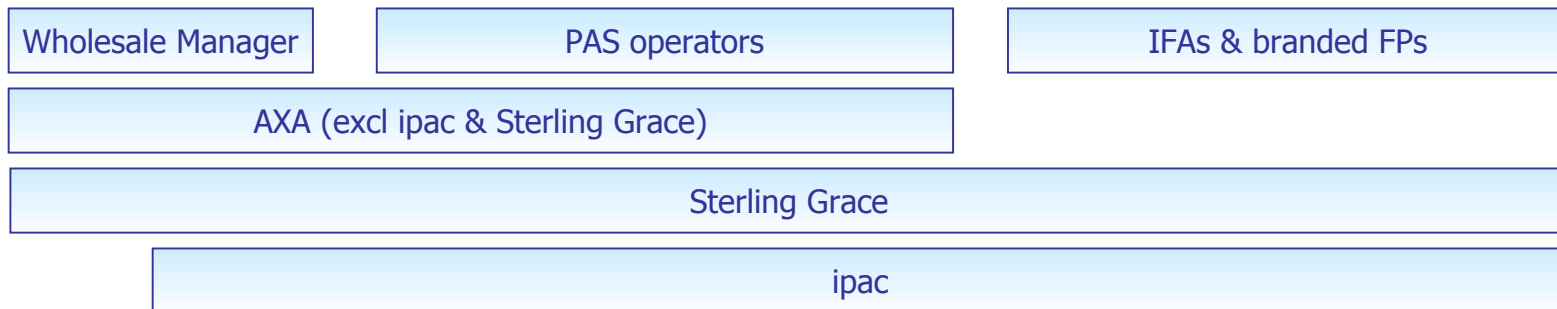 Wholesale Manager
PAS operators
IFAs & branded FPs
AXA (excl ipac & Sterling Grace)
Sterling Grace
ipac